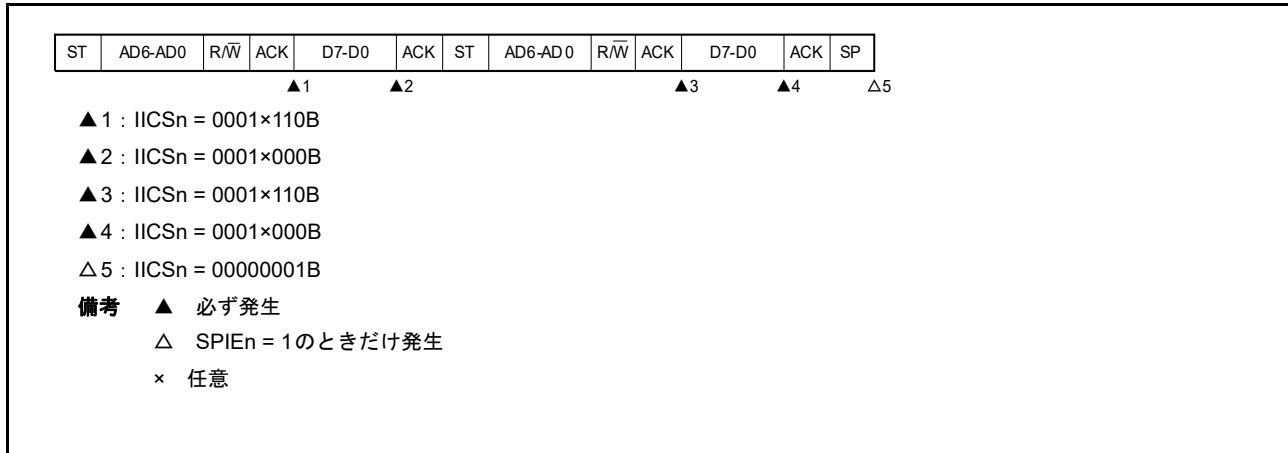 ST AD6-AD0 R/W̅ ACK D7-D0 ACK ST AD6-AD0 R/W̅ ACK D7-D0 ACK SP
▲1 ▲2 ▲3 ▲4 △5
▲1：IICSn = 0001×110B
▲2：IICSn = 0001×000B
▲3：IICSn = 0001×110B
▲4：IICSn = 0001×000B
△5：IICSn = 00000001B
備考 ▲ 必ず発生
△ SPIEn = 1のときだけ発生
× 任意